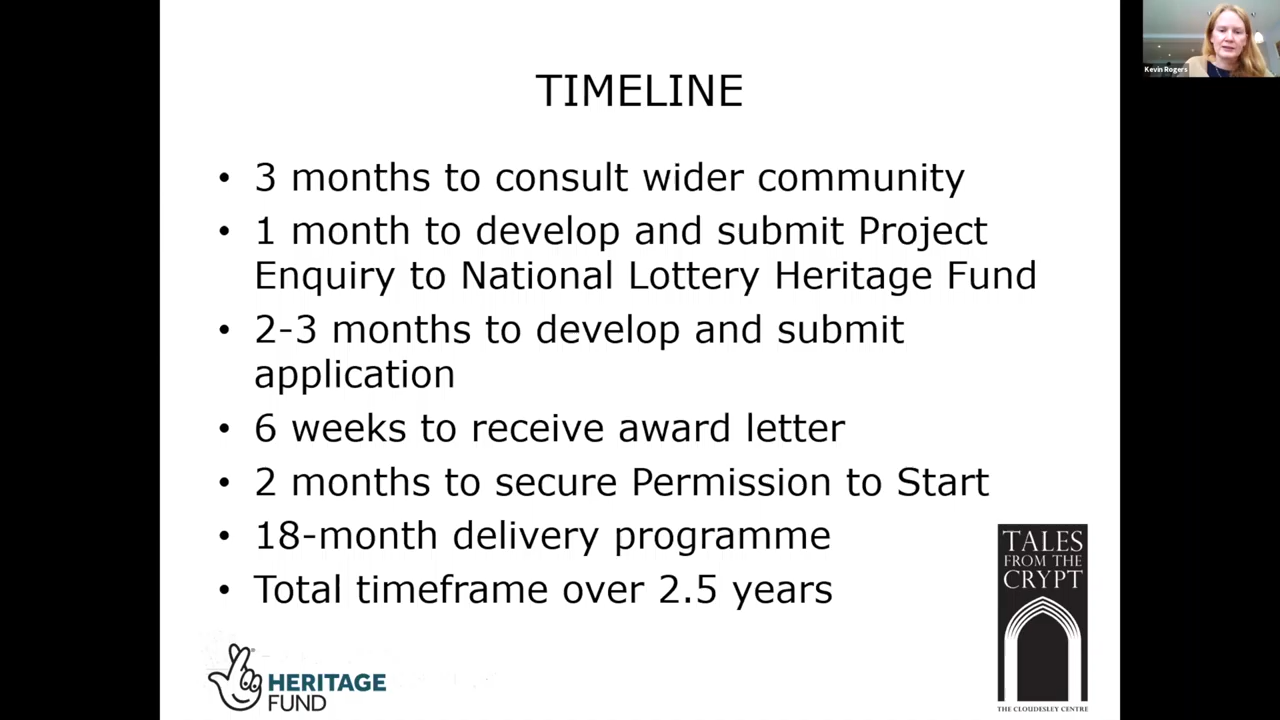 Kevin Rogers
TIMELINE
• 3 months to consult wider community
• 1 month to develop and submit Project
Enquiry to National Lottery Heritage Fund
• 2-3 months to develop and submit
application
• 6 weeks to receive award letter
• 2 months to secure Permission to Start
• 18-month delivery programme
• Total timeframe over 2.5 years
HERITAGE
FUND
TALES
FROM THE
CRYPT
THE CLOUDESLEY CENTRE